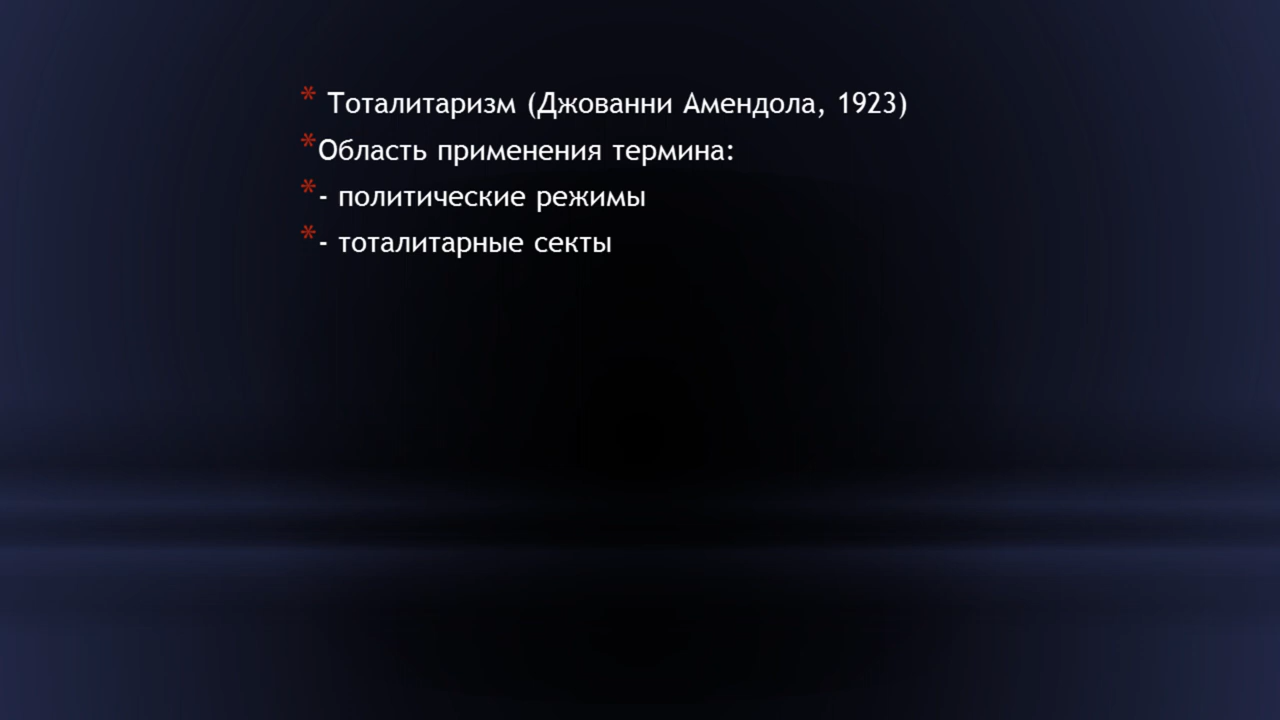 * Тоталитаризм (Джованни Амендола, 1923)
*Область применения термина:
*- политические режимы
*- тоталитарные секты